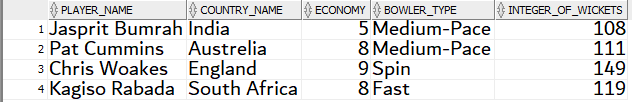 PLAYER_NAME COUNTRY_NAME ECONOMY BOWLER_TYPE INTEGER_OF_WICKETS
1 Jasprit Bumrah India 5 Medium-Pace 108
2 Pat Cummins Austrelia 8 Medium-Pace 111
3 Chris Woakes England 9 Spin 149
4 Kagiso Rabada South Africa 8 Fast 119